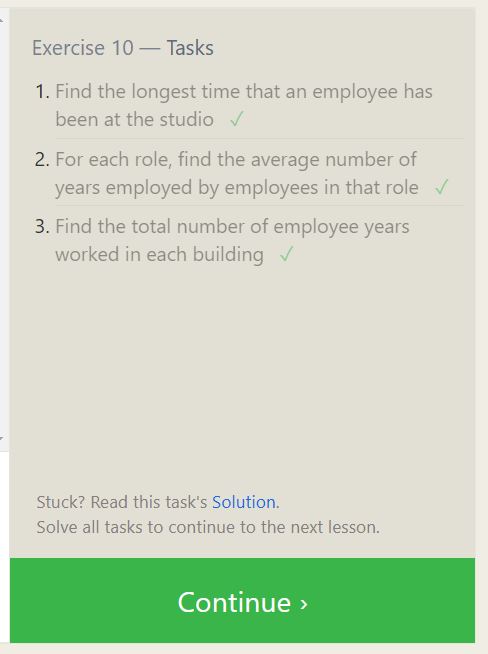 Exercise 10 — Tasks
1. Find the longest time that an employee has
been at the studio ✓
2. For each role, find the average number of
years employed by employees in that role ✓
3. Find the total number of employee years
worked in each building ✓
Stuck? Read this task's Solution.
Solve all tasks to continue to the next lesson.
Continue ›